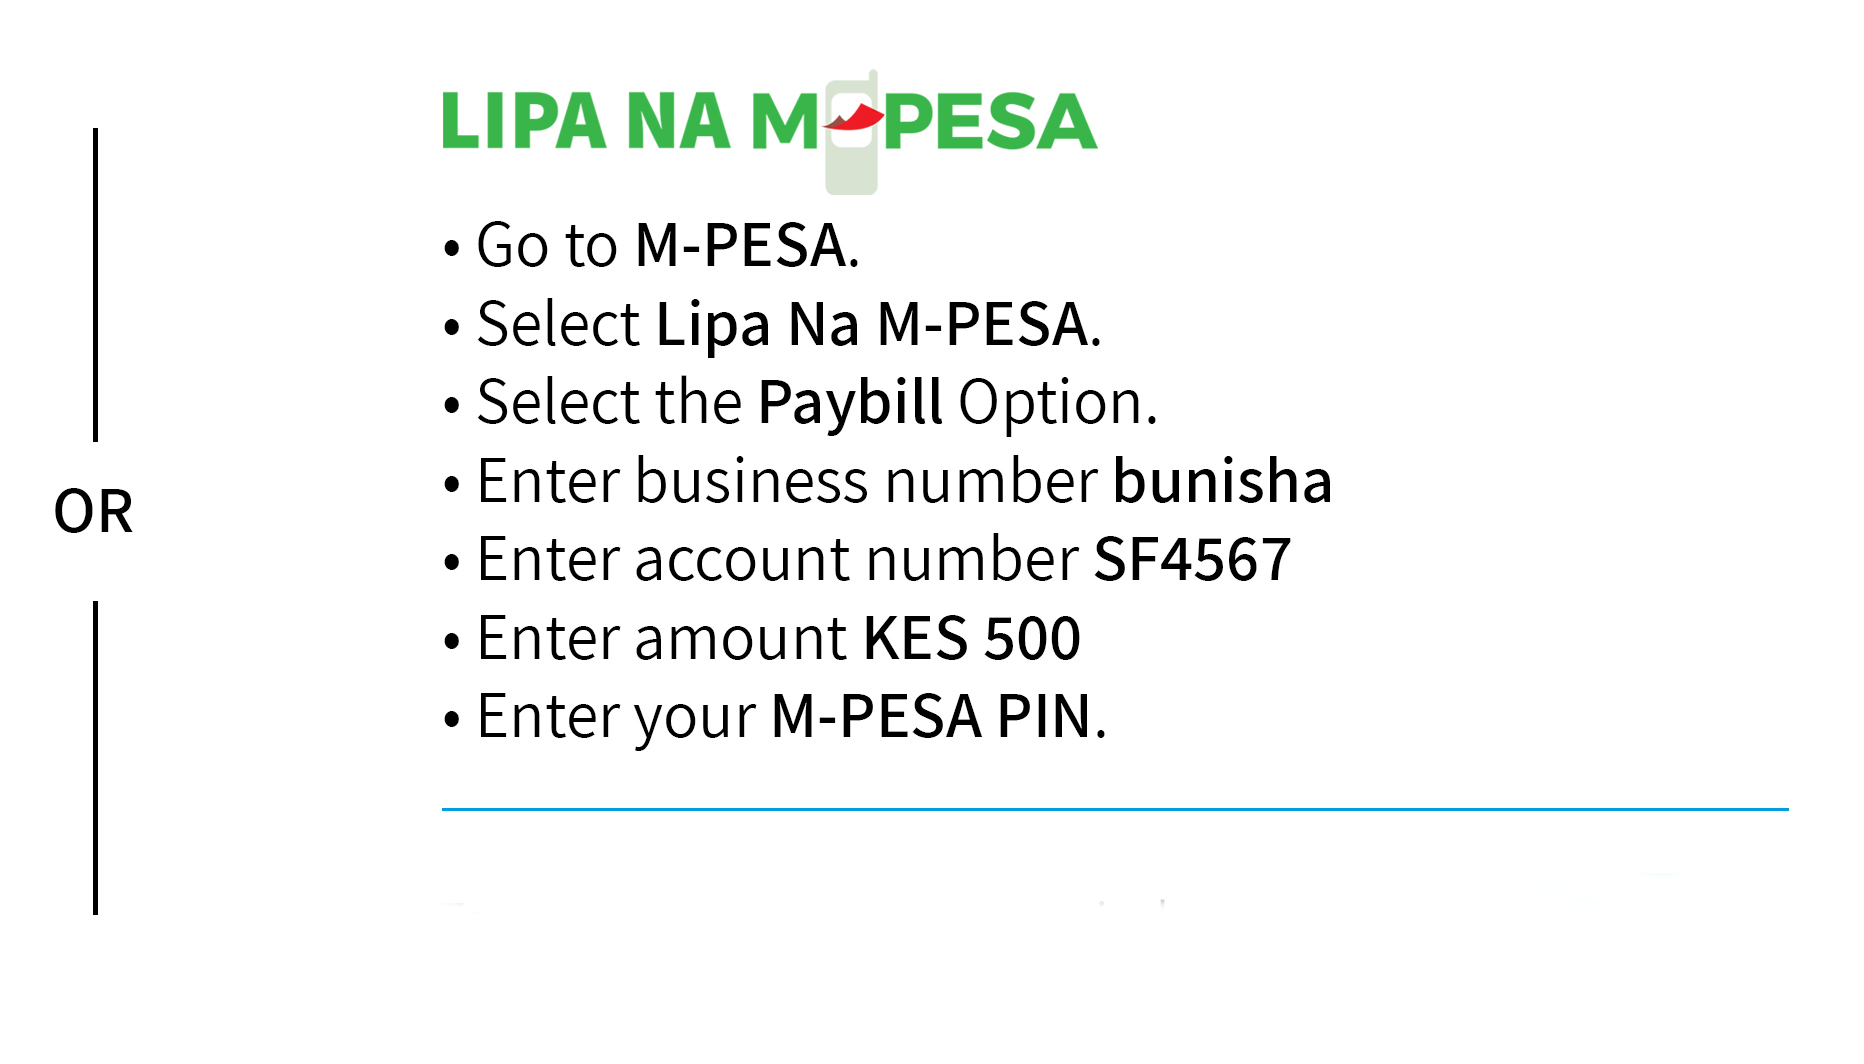 LIPA NA M-PESA
• Go to M-PESA.
• Select Lipa Na M-PESA.
• Select the Paybill Option.
OR
• Enter business number bunisha
• Enter account number SF4567
• Enter amount KES 500
• Enter your M-PESA PIN.